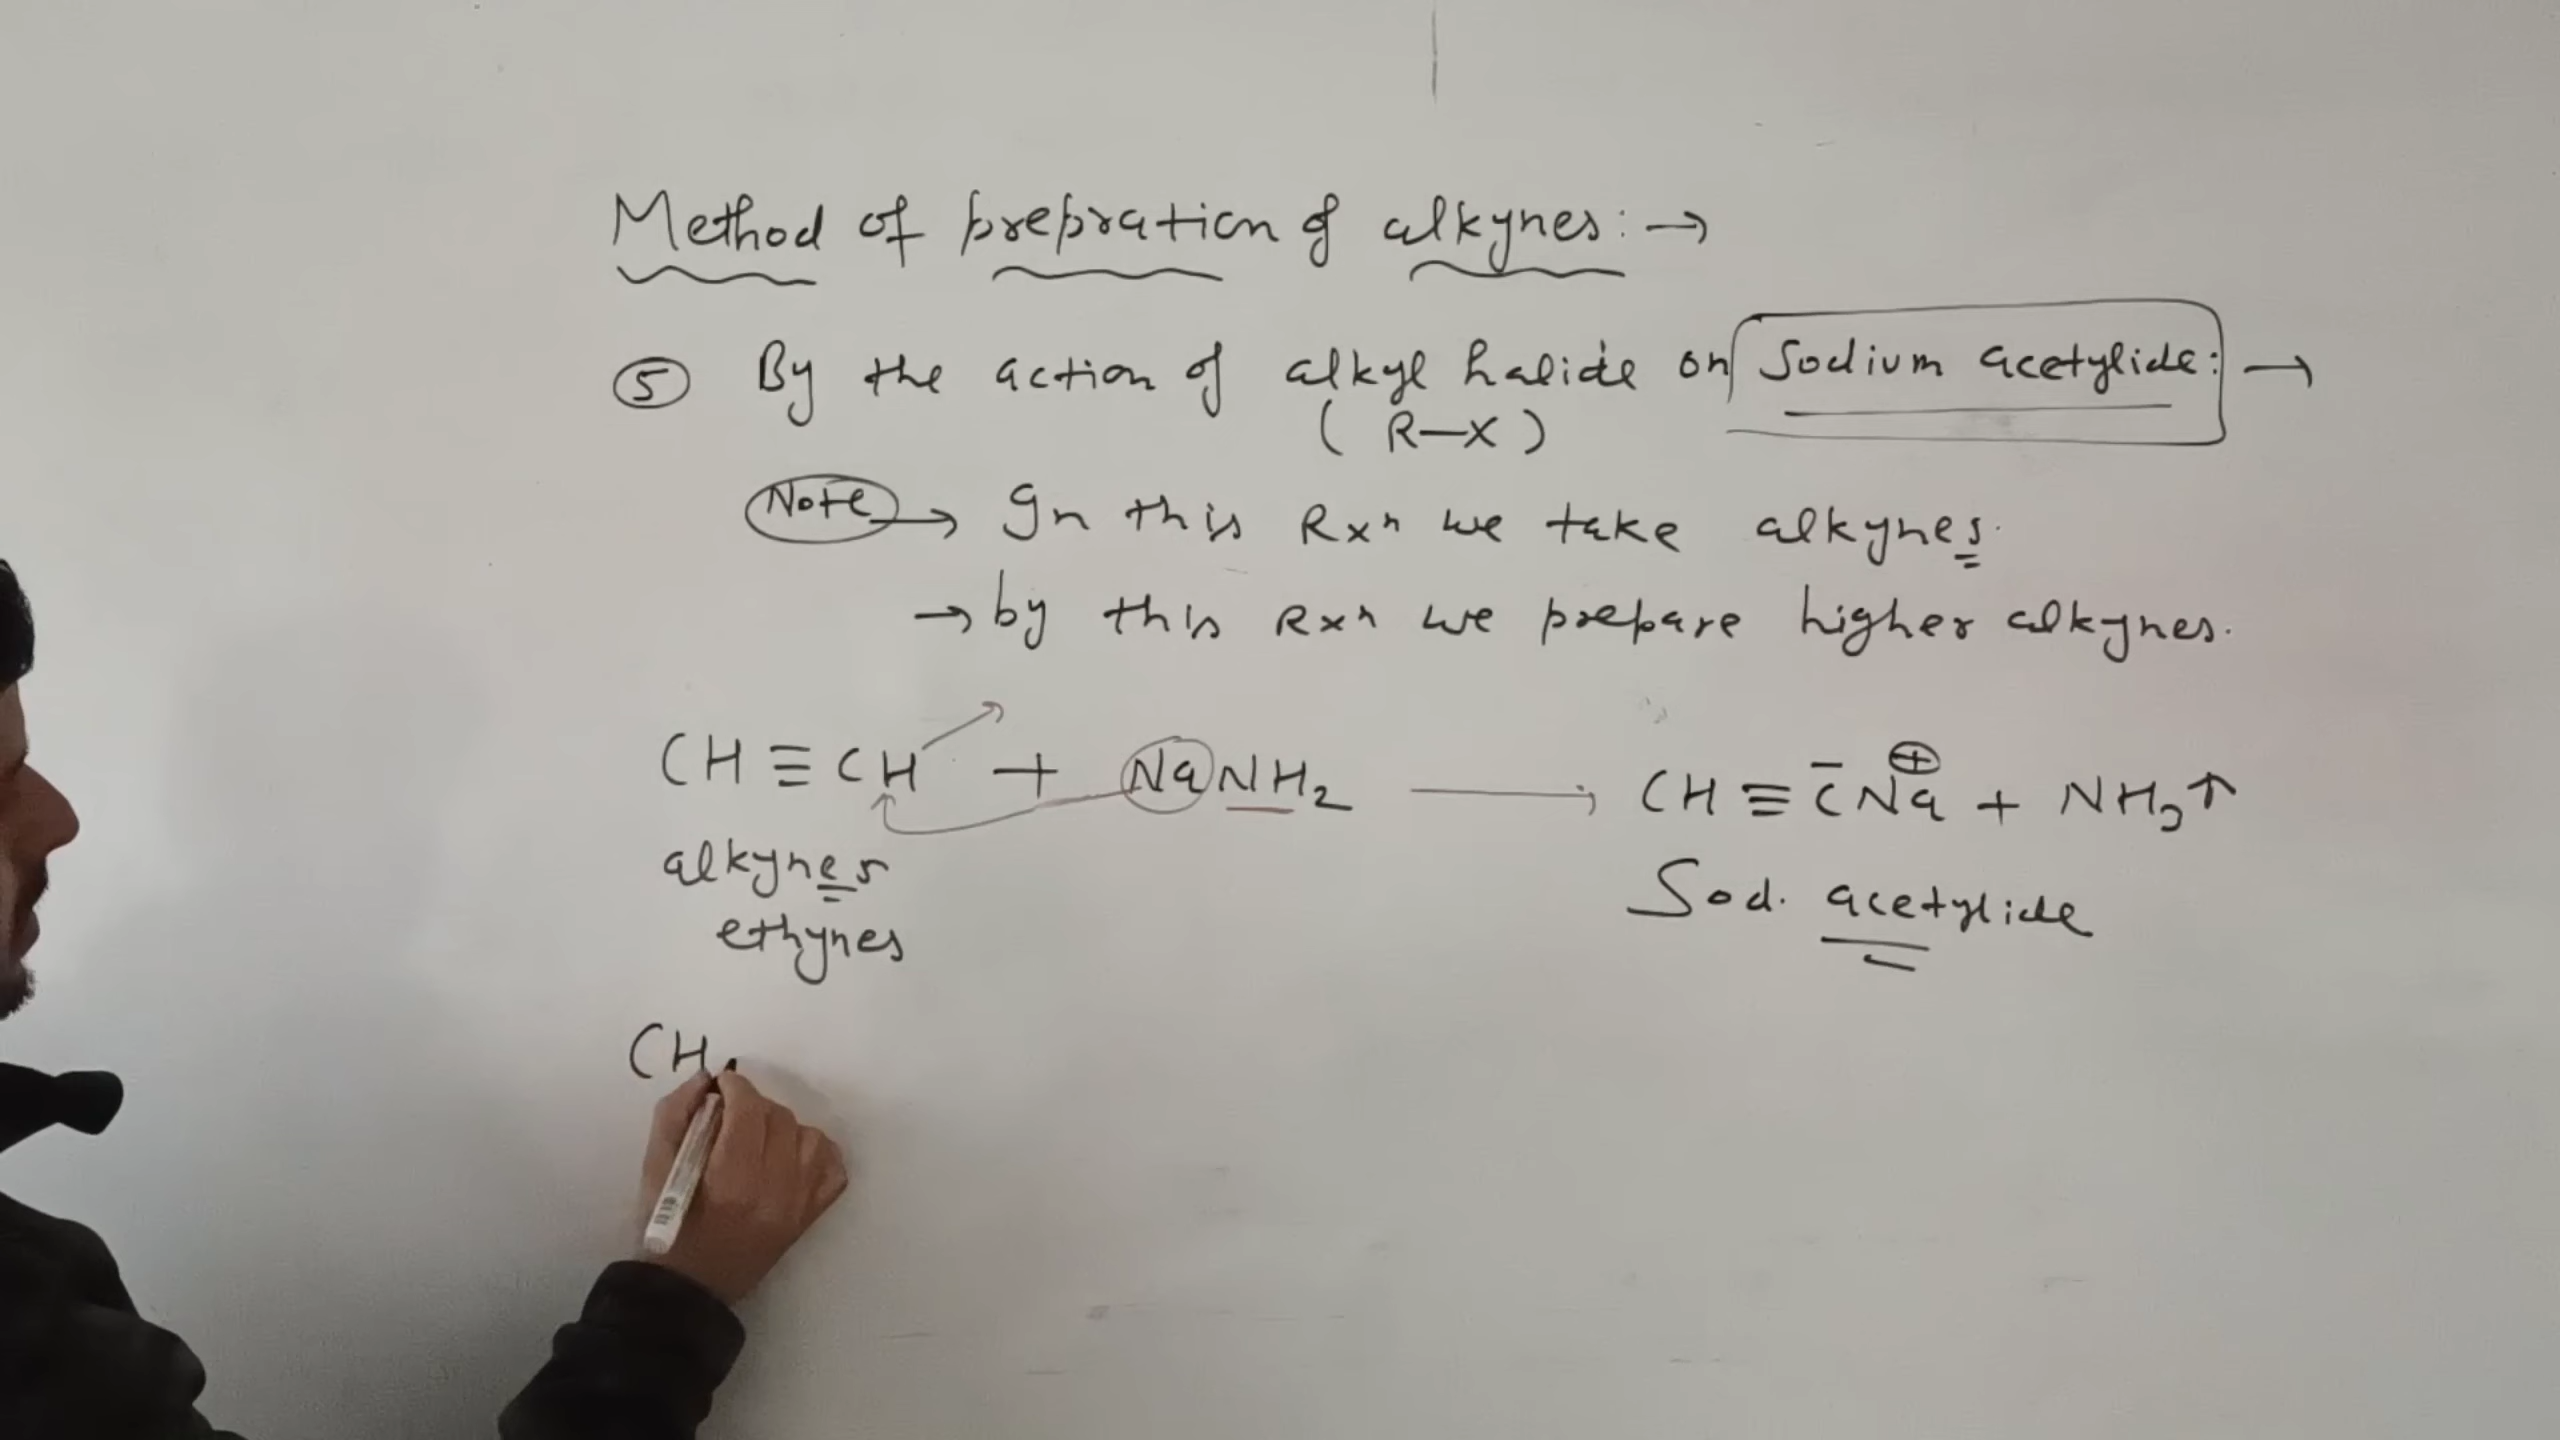 Method of prepration of alkynes:→
⑤ By the action of alkyl halide on Sodium acetylide:→
(R—X)
Note → In this Rxⁿ we take alkynes.
→ by this Rxⁿ we prepare higher alkynes.
CH≡CH + NaNH₂ → CH≡C̄Na⊕ + NH₃↑
alkynes Sod. acetylide
ethynes
CH